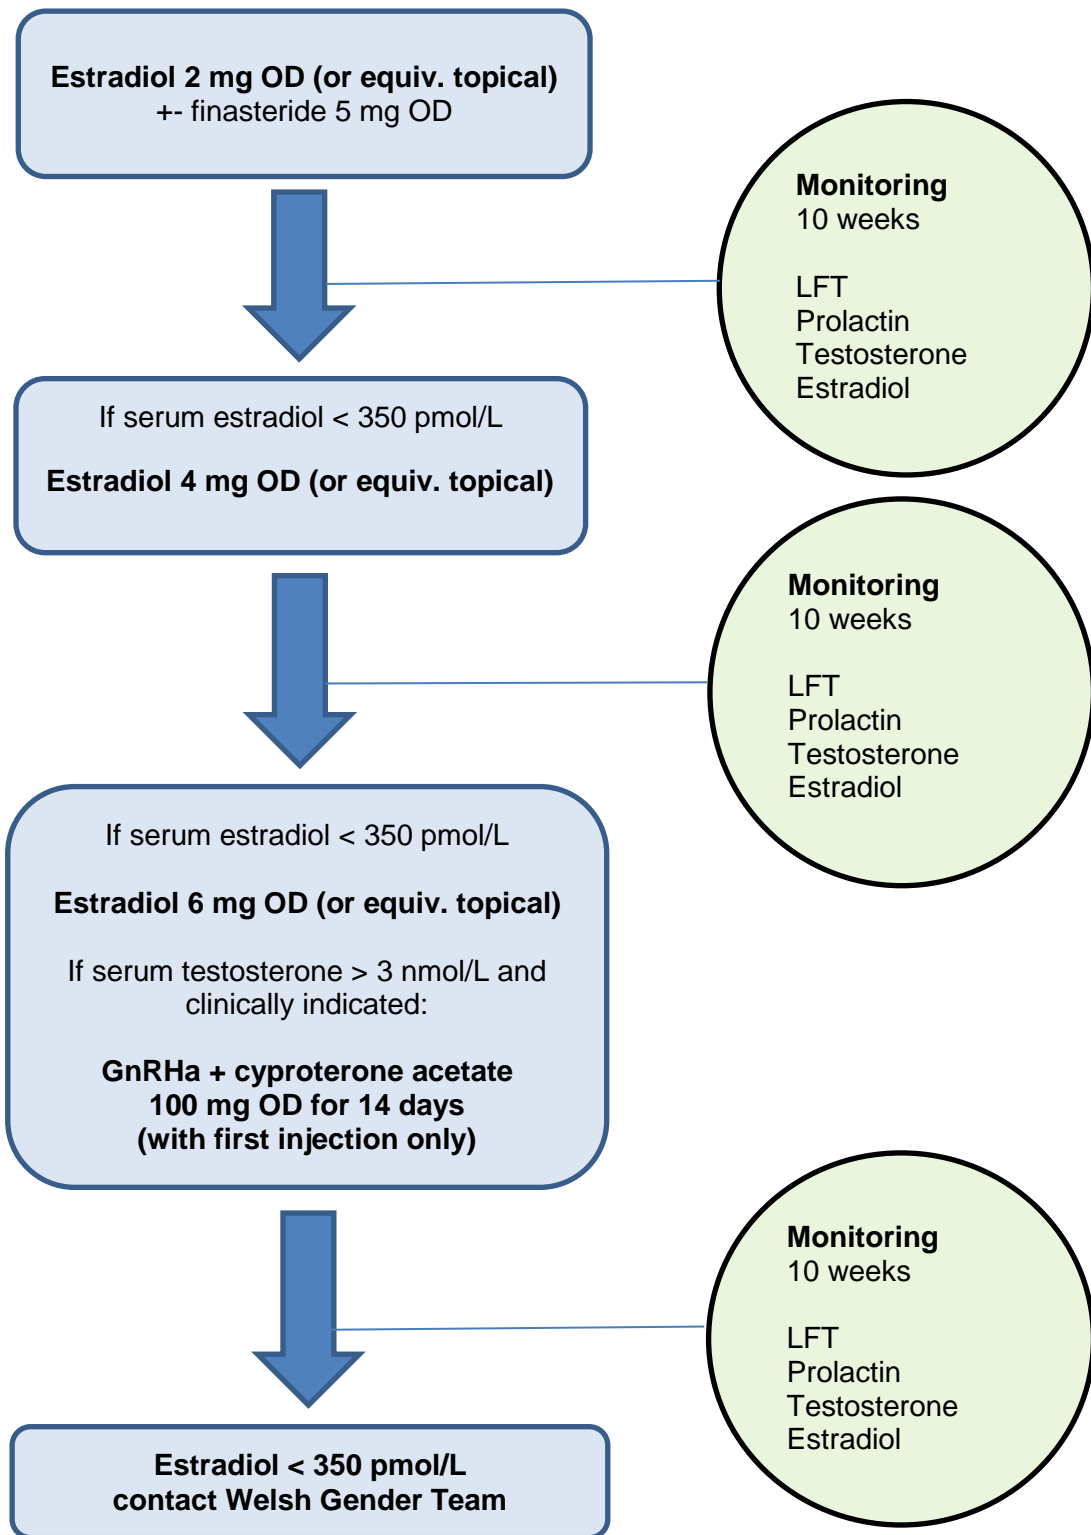 Estradiol 2 mg OD (or equiv. topical)
+- finasteride 5 mg OD
Monitoring
10 weeks
LFT
Prolactin
Testosterone
Estradiol
If serum estradiol < 350 pmol/L
Estradiol 4 mg OD (or equiv. topical)
Monitoring
10 weeks
LFT
Prolactin
Testosterone
Estradiol
If serum estradiol < 350 pmol/L
Estradiol 6 mg OD (or equiv. topical)
If serum testosterone > 3 nmol/L and
clinically indicated:
GnRHa + cyproterone acetate
100 mg OD for 14 days
(with first injection only)
Monitoring
10 weeks
LFT
Prolactin
Testosterone
Estradiol
Estradiol < 350 pmol/L
contact Welsh Gender Team